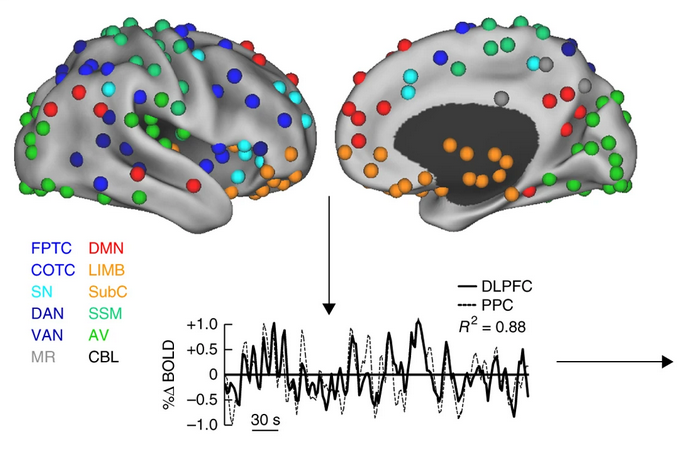 FPTC DMN
COTC LIMB
SN SubC
DAN SSM
VAN AV
MR CBL
DLPFC
PPC
R² = 0.88
%Δ BOLD
+1.0
+0.5
0
−0.5
−1.0
30 s